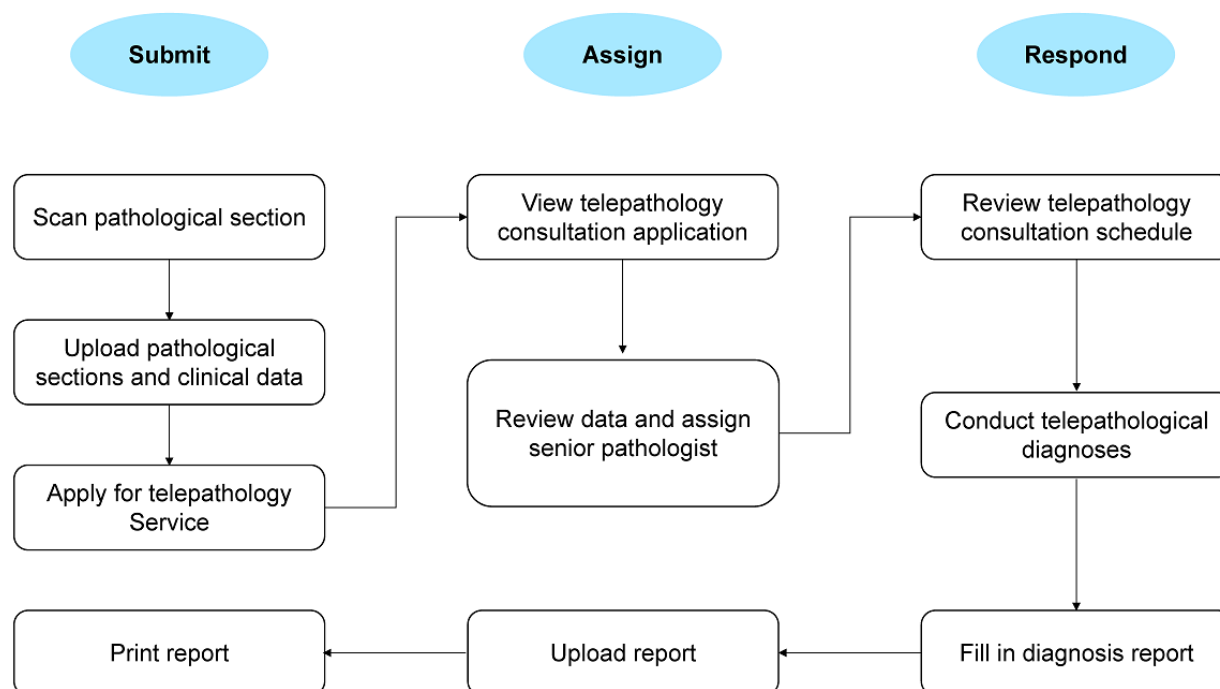 Submit
Assign
Respond
Scan pathological section
View telepathology
consultation application
Review telepathology
consultation schedule
Upload pathological
sections and clinical data
Review data and assign
senior pathologist
Conduct telepathological
diagnoses
Apply for telepathology
Service
Print report
Upload report
Fill in diagnosis report